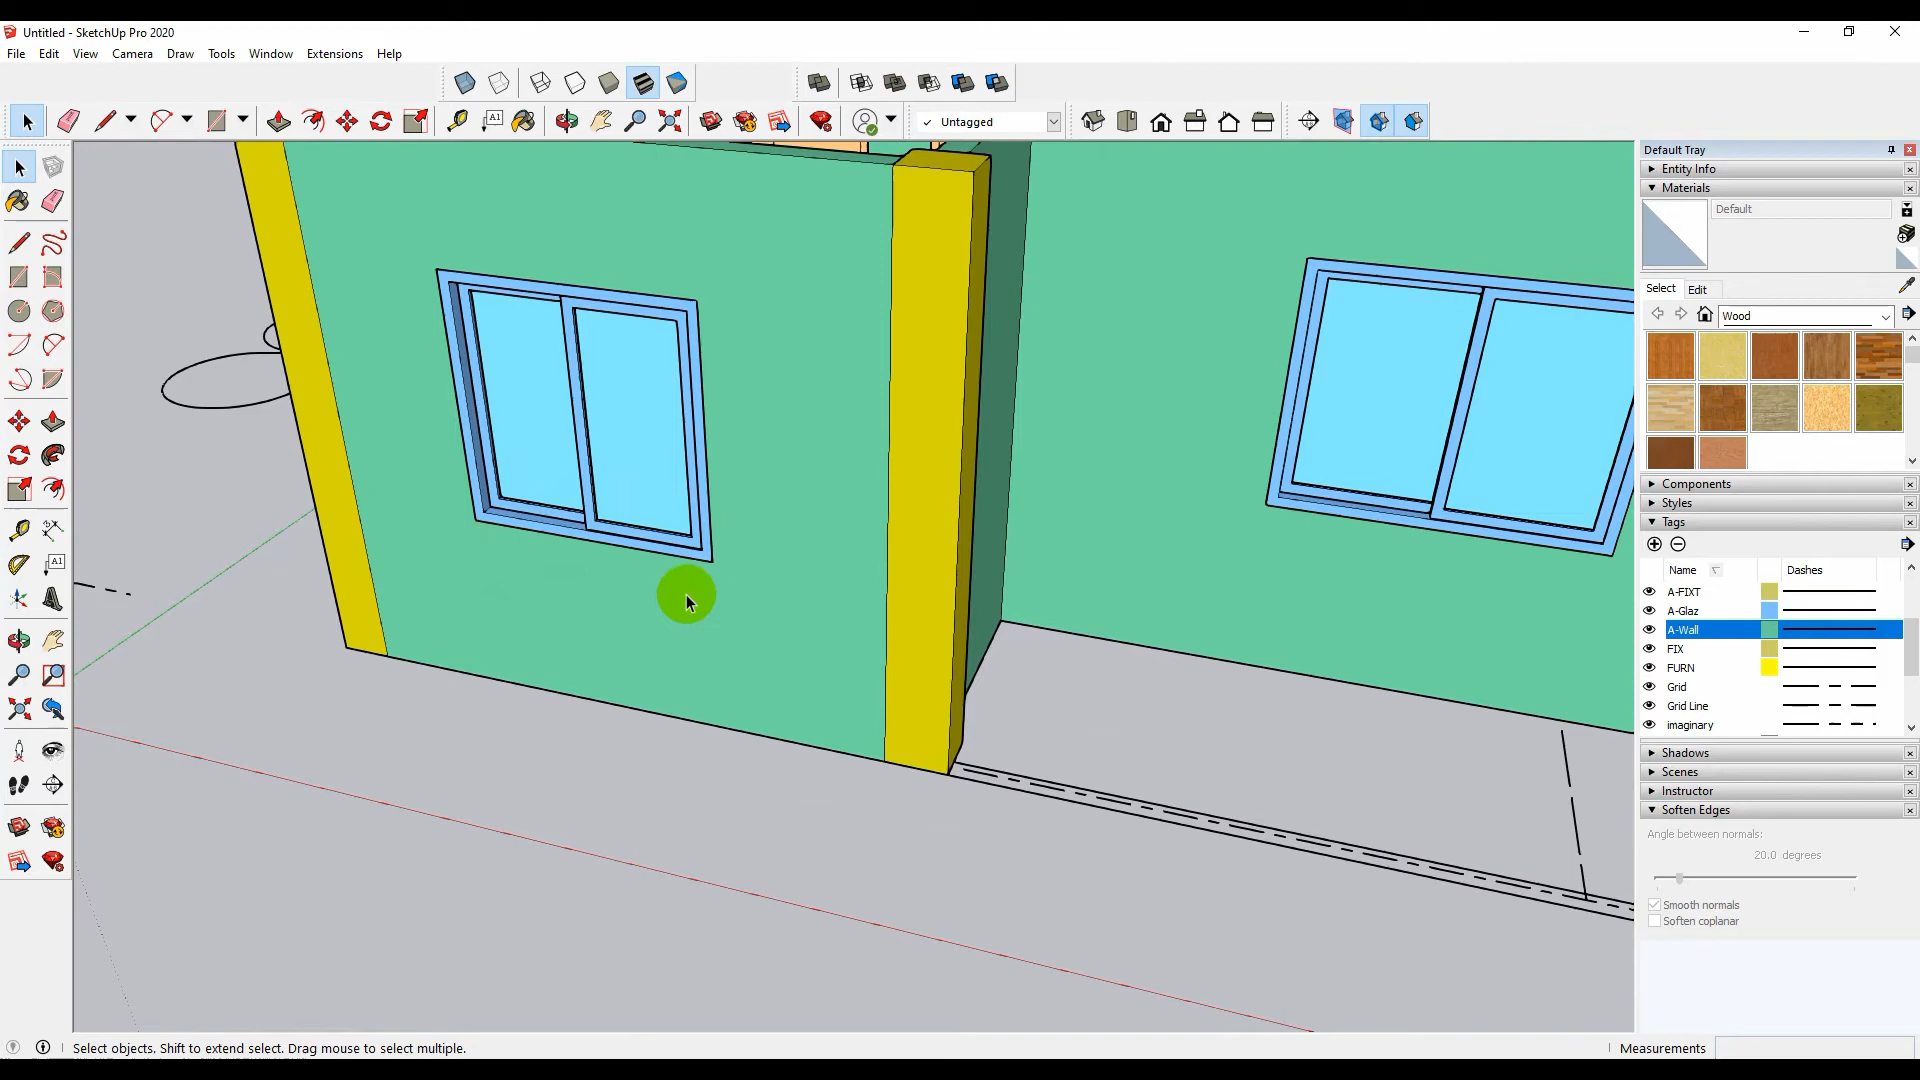 Untitled - SketchUp Pro 2020
File Edit View Camera Draw Tools Window Extensions Help
A1
Untagged
Default Tray
Entity Info
Materials
Default
Select Edit
Wood
Components
Styles
Tags
Name Dashes
A-FIXT
A-Glaz
A-Wall
FIX
FURN
Grid
Grid Line
imaginary
Shadows
Scenes
Instructor
Soften Edges
Angle between normals:
20.0 degrees
Smooth normals
Soften coplanar
A1
Select objects. Shift to extend select. Drag mouse to select multiple.
Measurements